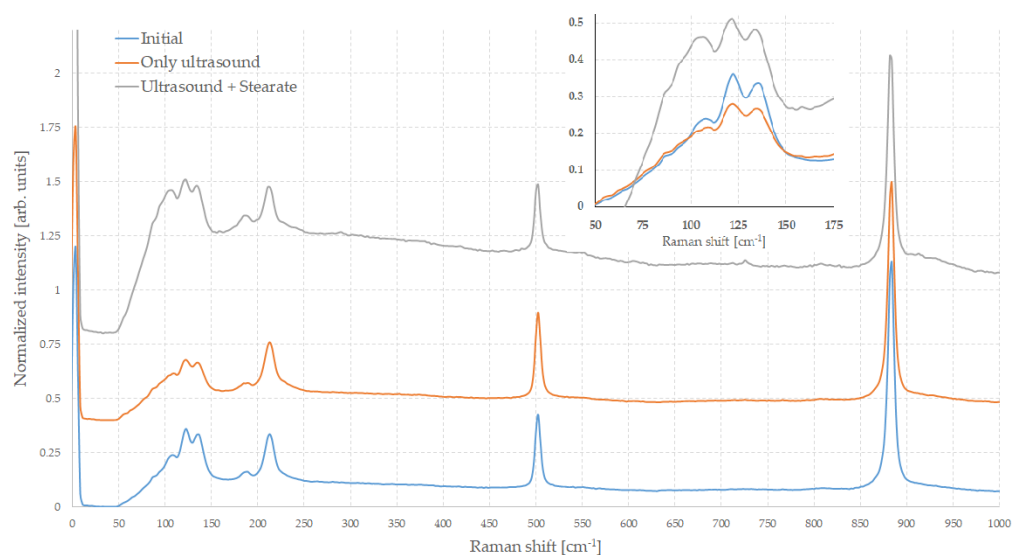 Initial
Only ultrasound
Ultrasound + Stearate
Normalized intensity [arb. units]
2
1.75
1.5
1.25
1
0.75
0.5
0.25
0
0 50 100 150 200 250 300 350 400 450 500 550 600 650 700 750 800 850 900 950 1000
Raman shift [cm⁻¹]
0.5
0.4
0.3
0.2
0.1
0
50 75 100 125 150 175
Raman shift [cm⁻¹]